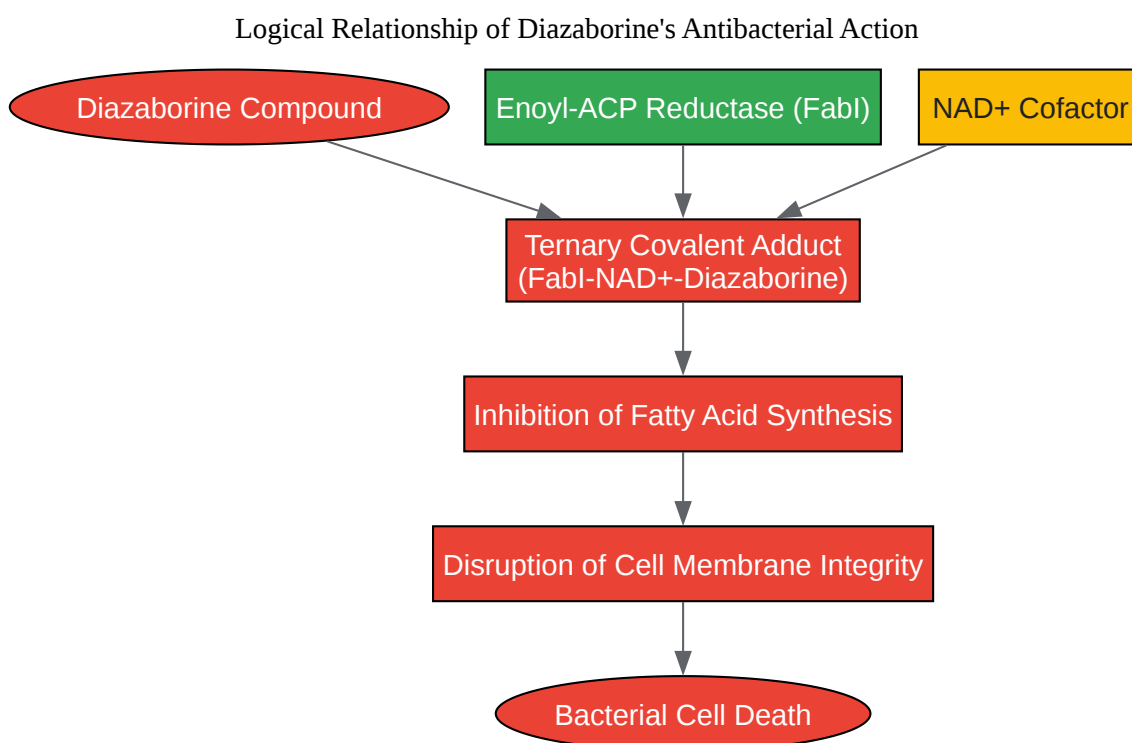 Logical Relationship of Diazaborine's Antibacterial Action
Diazaborine Compound
Enoyl-ACP Reductase (FabI)
NAD+ Cofactor
Ternary Covalent Adduct
(FabI-NAD+-Diazaborine)
Inhibition of Fatty Acid Synthesis
Disruption of Cell Membrane Integrity
Bacterial Cell Death